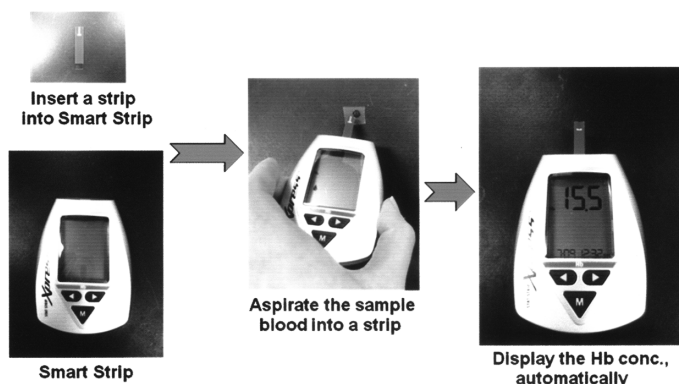 Insert a strip
into Smart Strip
Smart Strip
M
Aspirate the sample
blood into a strip
M
15.5
Hb
M
Display the Hb conc.,
automatically